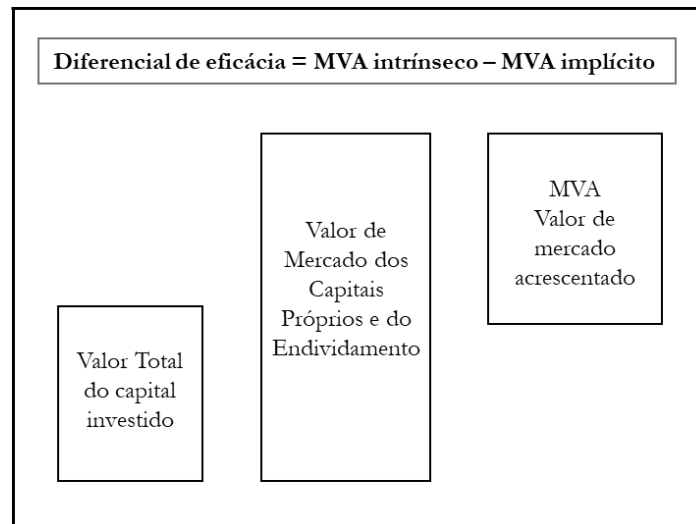 Diferencial de eficácia = MVA intrínseco – MVA implícito
Valor Total
do capital
investido
Valor de
Mercado dos
Capitais
Próprios e do
Endividamento
MVA
Valor de
mercado
acrescentado